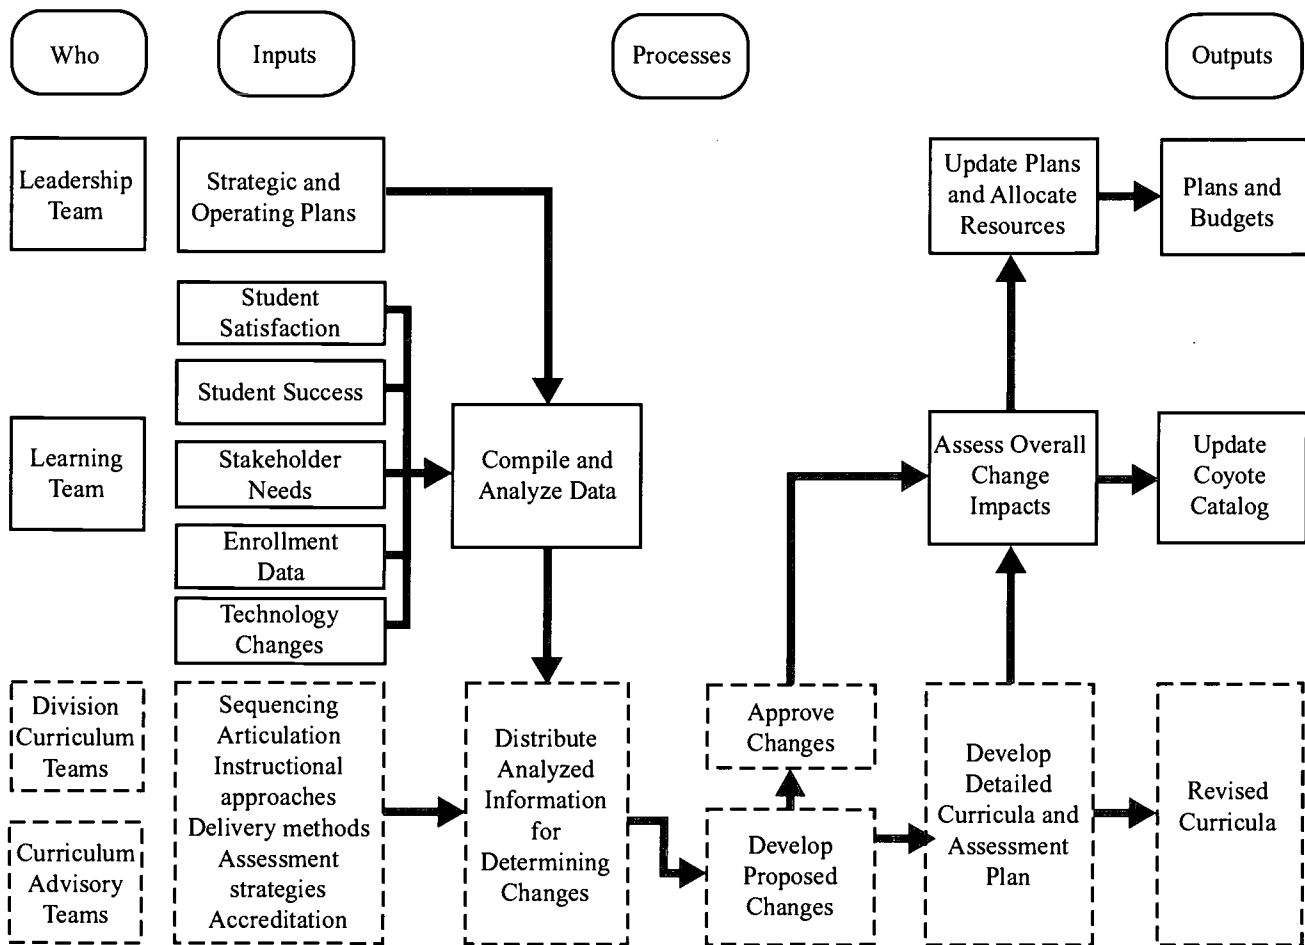 Who
Inputs
Processes
Outputs
Leadership
Team
Strategic and
Operating Plans
Update Plans
and Allocate
Resources
Plans and
Budgets
Student
Satisfaction
Student Success
Learning
Team
Stakeholder
Needs
Compile and
Analyze Data
Assess Overall
Change
Impacts
Update
Coyote
Catalog
Enrollment
Data
Technology
Changes
Division
Curriculum
Teams
Curriculum
Advisory
Teams
Sequencing
Articulation
Instructional
approaches
Delivery methods
Assessment
strategies
Accreditation
Distribute
Analyzed
Information
for
Determining
Changes
Approve
Changes
Develop
Proposed
Changes
Develop
Detailed
Curricula and
Assessment
Plan
Revised
Curricula